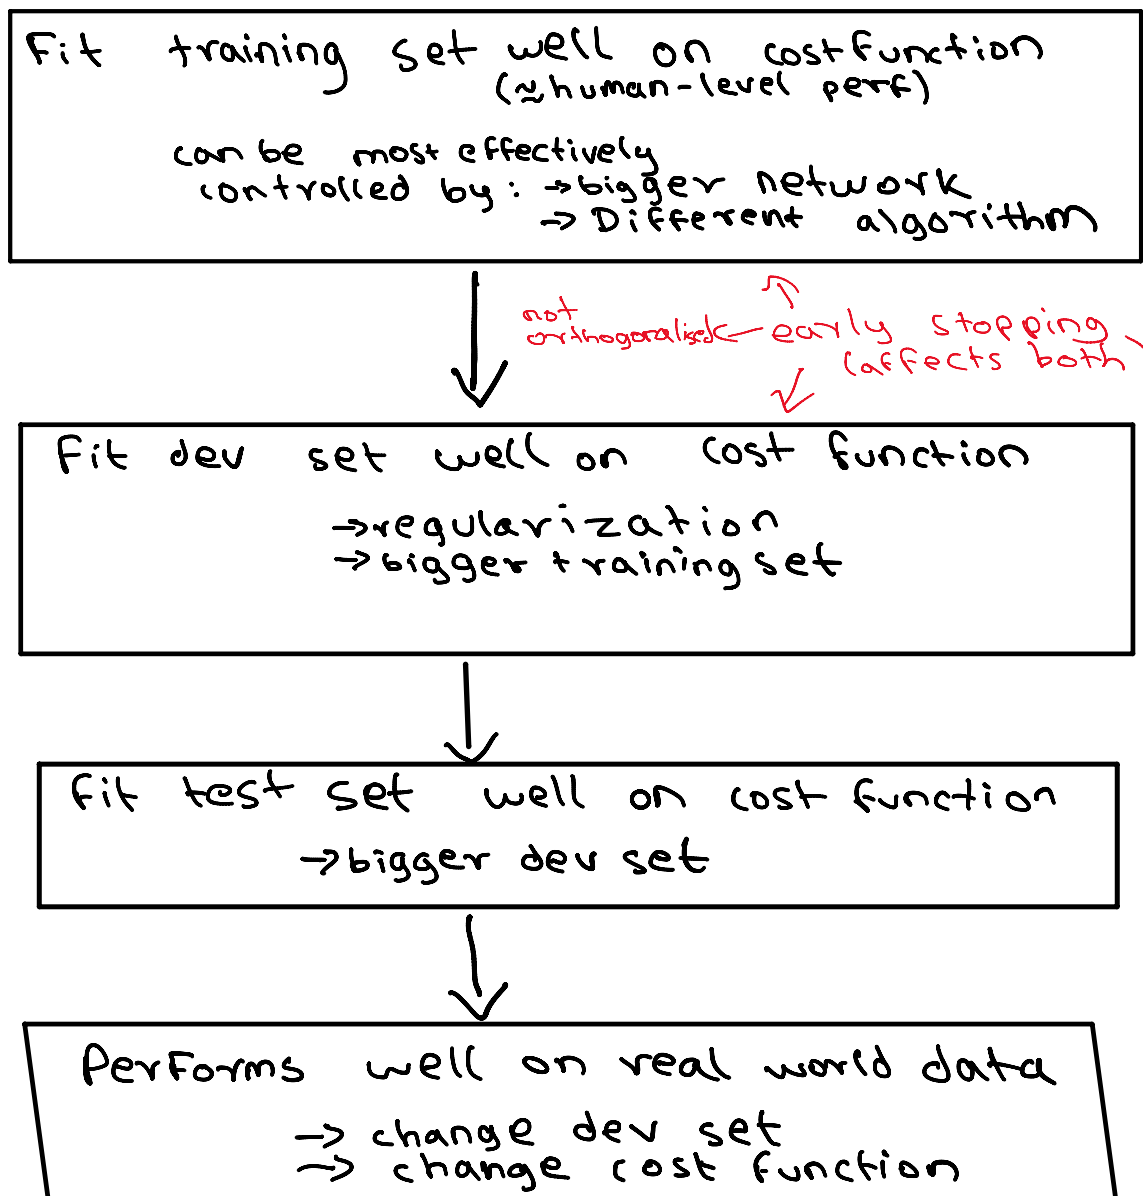 Fit training set well on cost function
(≈human-level perf)
can be most effectively
controlled by: →bigger network
→ Different algorithm
not
orthogonalised ← early stopping
(affects both
Fit dev set well on cost function
→regularization
→bigger training set
Fit test set well on cost function
→bigger dev set
Performs well on real world data
→ change dev set
→ change cost function